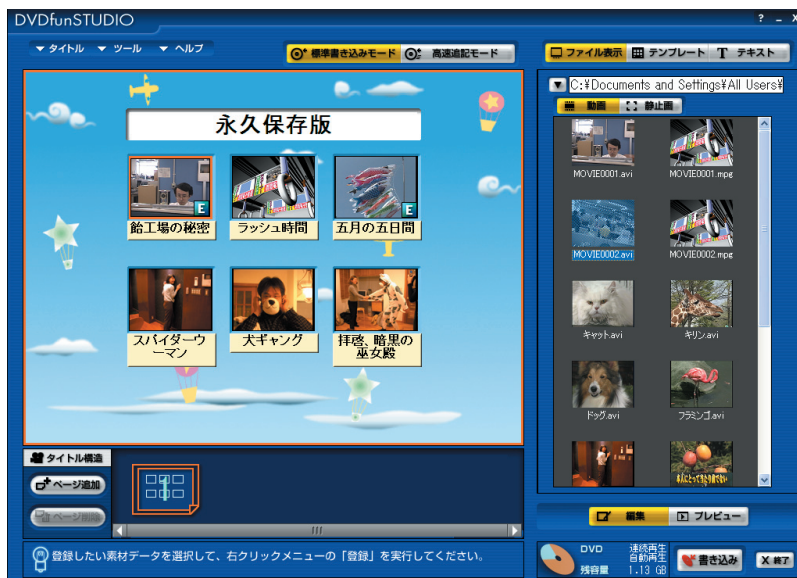 DVDfunSTUDIO
? _ X
▼ タイトル ▼ ツール ▼ ヘルプ
標準書き込みモード 高速追記モード
ファイル表示 テンプレート T テキスト
C:¥Documents and Settings¥All Users¥
動画 静止画
永久保存版
MOVIE0001.avi MOVIE0001.mpg
E E
飴工場の秘密 ラッシュ時間 五月の五日間
MOVIE0002.avi MOVIE0002.mpg
スパイダーウーマン 犬ギャング 拝啓、暗黒の巫女殿
キャット.avi キリン.avi
ドッグ.avi フラミンゴ.avi
タイトル構造
ページ追加
ページ削除
1
編集 プレビュー
登録したい素材データを選択して、右クリックメニューの「登録」を実行してください。
DVD 連続再生
自動再生
残容量 1.13 GB
書き込み X 終了